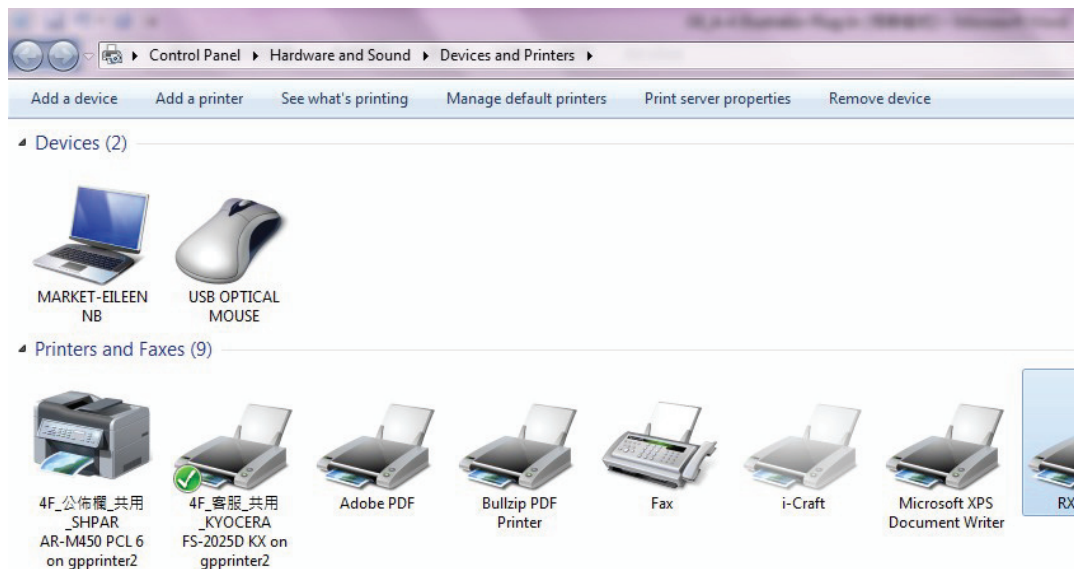 Control Panel ▸ Hardware and Sound ▸ Devices and Printers ▸
Add a device Add a printer See what's printing Manage default printers Print server properties Remove device
Devices (2)
MARKET-EILEEN
NB
USB OPTICAL
MOUSE
Printers and Faxes (9)
4F_公佈欄_共用
_SHPAR
AR-M450 PCL 6
on gpprinter2
4F_客服_共用
_KYOCERA
FS-2025D KX on
gpprinter2
Adobe PDF
Bullzip PDF
Printer
Fax
i-Craft
Microsoft XPS
Document Writer
RX